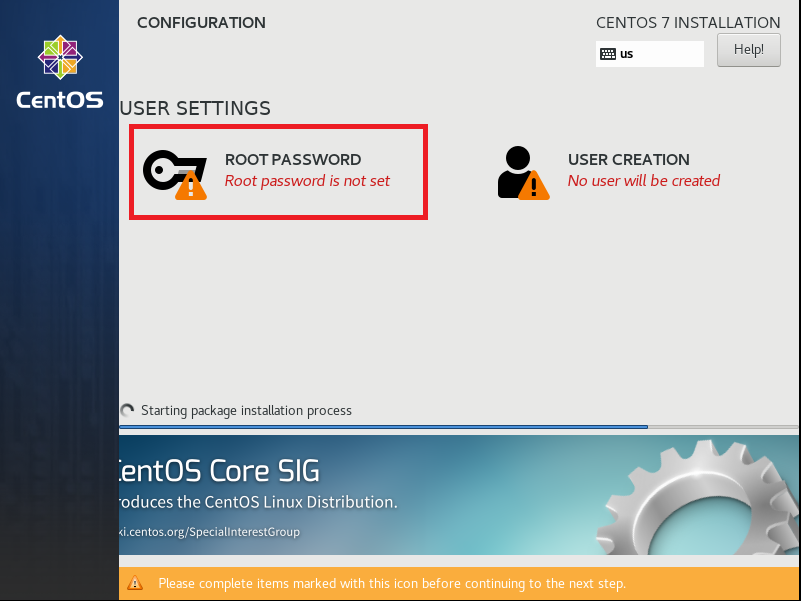 CONFIGURATION
CENTOS 7 INSTALLATION
us
Help!
CentOS
USER SETTINGS
ROOT PASSWORD
Root password is not set
USER CREATION
No user will be created
Starting package installation process
CentOS Core SIG
roduces the CentOS Linux Distribution.
ki.centos.org/SpecialInterestGroup
Please complete items marked with this icon before continuing to the next step.